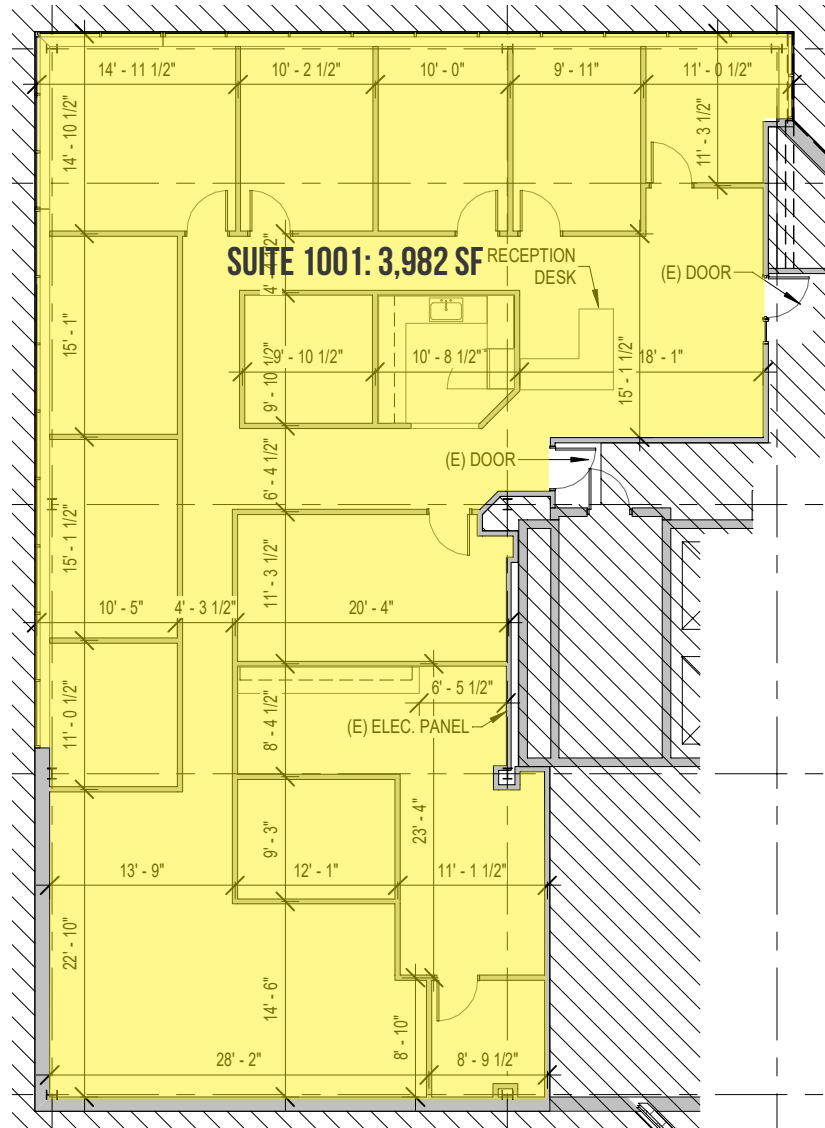 14' - 11 1/2"
10' - 2 1/2"
10' - 0"
9' - 11"
11' - 0 1/2"
14' - 10 1/2"
11' - 3 1/2"
SUITE 1001: 3,982 SF
4' - 4 1/2"
RECEPTION
DESK
(E) DOOR
15' - 1"
9' - 10 1/2"
9' - 10 1/2"
10' - 8 1/2"
15' - 1 1/2"
18' - 1"
6' - 4 1/2"
(E) DOOR
15' - 1 1/2"
11' - 3 1/2"
10' - 5"
4' - 3 1/2"
20' - 4"
11' - 0 1/2"
8' - 4 1/2"
6' - 5 1/2"
(E) ELEC. PANEL
9' - 3"
23' - 4"
13' - 9"
12' - 1"
11' - 1 1/2"
22' - 10"
14' - 6"
8' - 10"
28' - 2"
8' - 9 1/2"